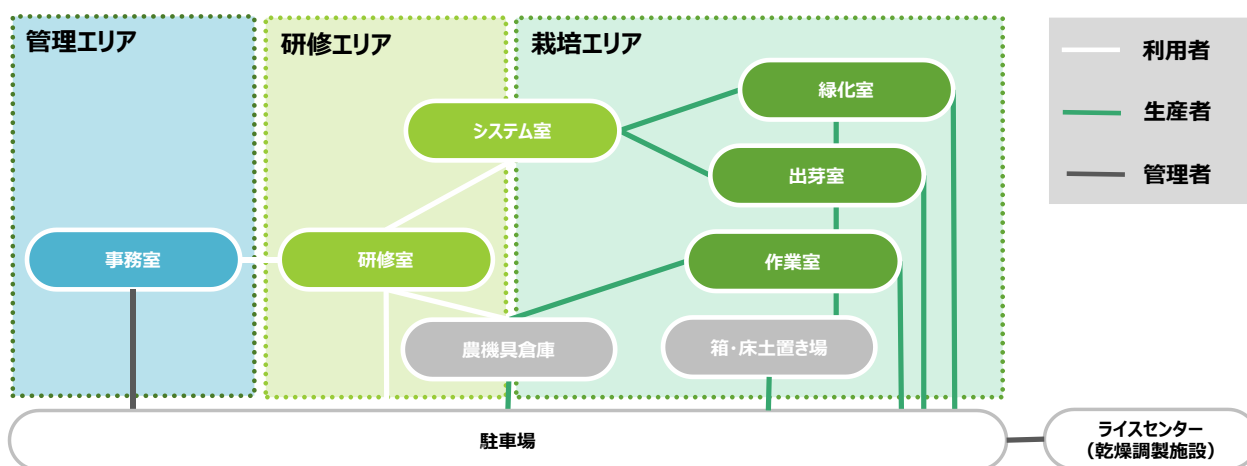 管理エリア
研修エリア
栽培エリア
利用者
生産者
管理者
緑化室
システム室
出芽室
事務室
研修室
作業室
農機具倉庫
箱・床土置き場
駐車場
ライスセンター
(乾燥調製施設)